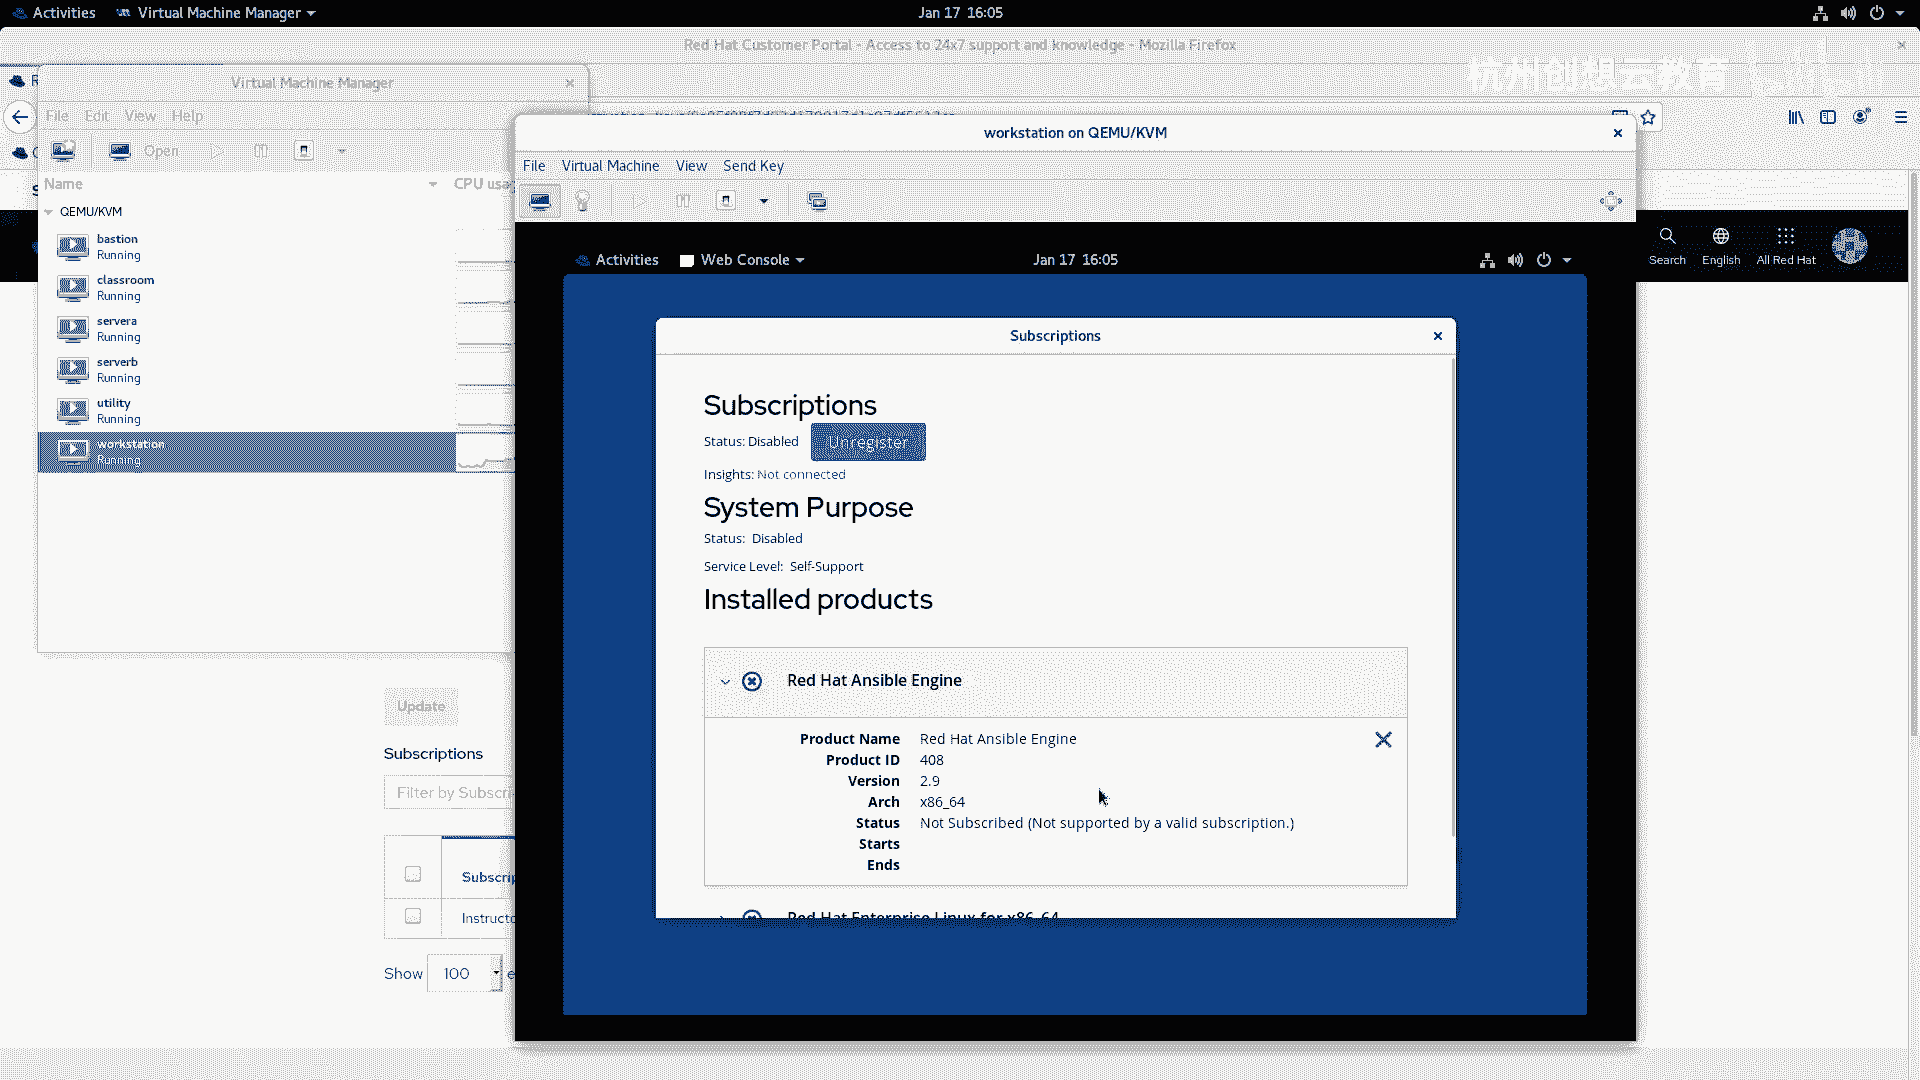 Activities
Virtual Machine Manager
Jan 17 16:05
Red Hat Customer Portal - Access to 24x7 support and knowledge - Mozilla Firefox
杭州创想云教育
Virtual Machine Manager
File Edit View Help
Open
Name
CPU usa
QEMU/KVM
bastion
Running
classroom
Running
servera
Running
serverb
Running
utility
Running
workstation
Running
workstation on QEMU/KVM
File Virtual Machine View Send Key
Activities
Web Console
Jan 17 16:05
Search
English
All Red Hat
Subscriptions
Subscriptions
Status: Disabled
Unregister
Insights: Not connected
System Purpose
Status: Disabled
Service Level: Self-Support
Installed products
Red Hat Ansible Engine
Product Name Red Hat Ansible Engine
Product ID 408
Version 2.9
Arch x86_64
Status Not Subscribed (Not supported by a valid subscription.)
Starts
Ends
Red Hat Enterprise Linux for x86_64
Update
Subscriptions
Filter by Subscri
Subscrip
Instructo
Show 100 e